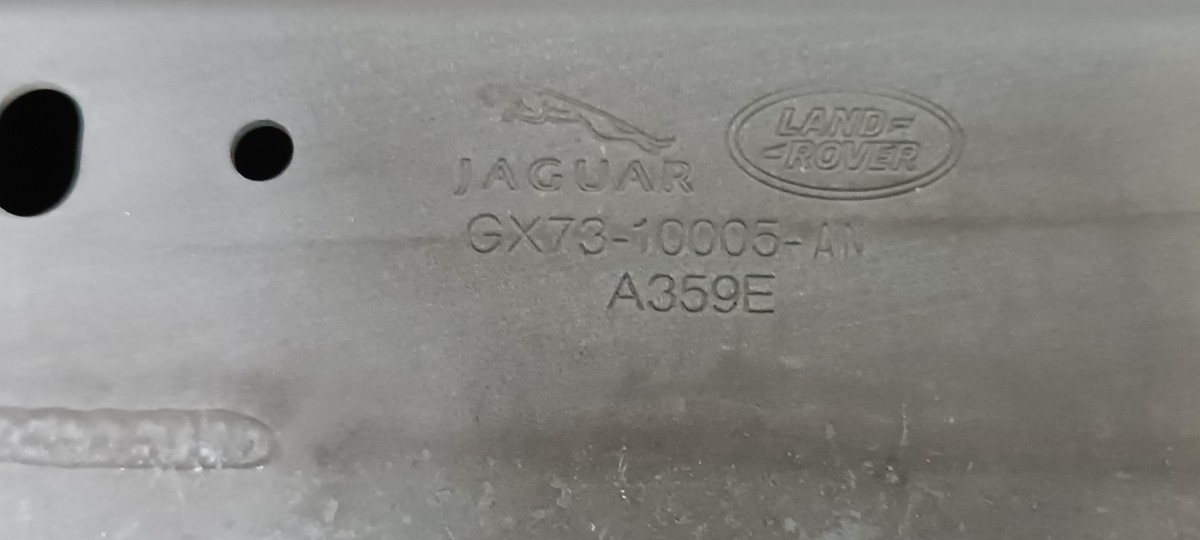 JAGUAR
LAND-
-ROVER
GX73-10005-AN
A359E